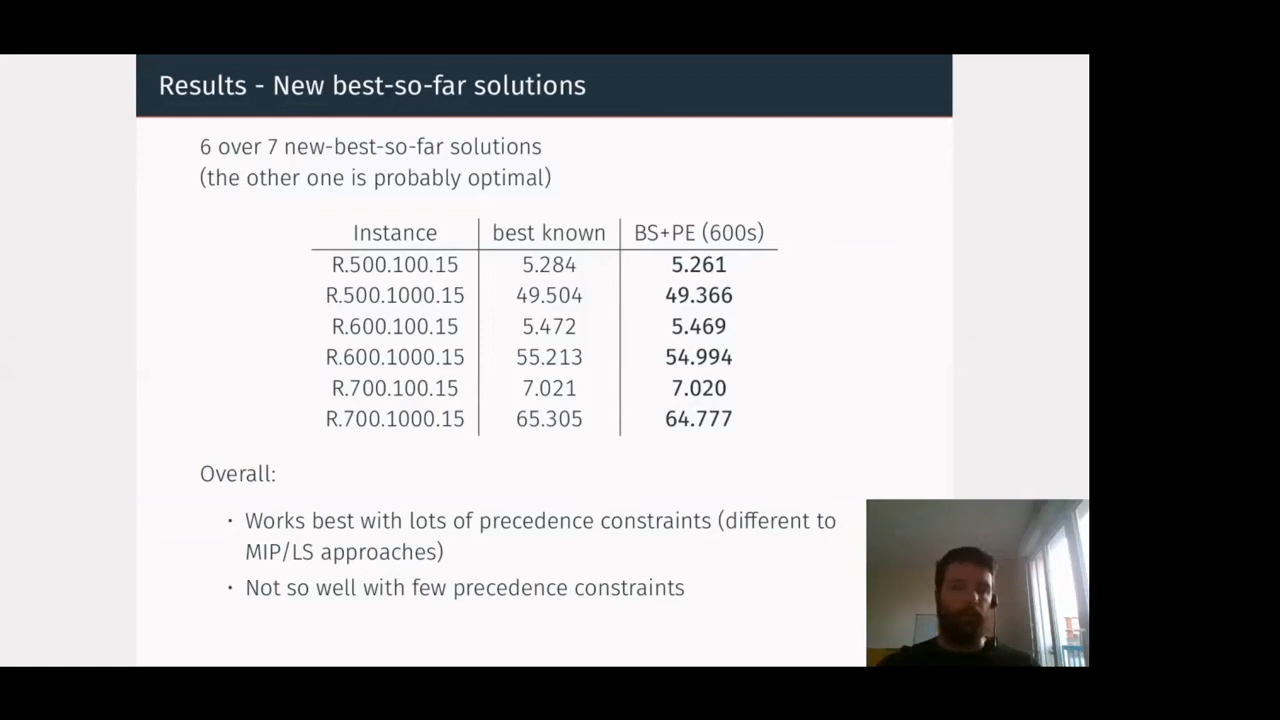 Results - New best-so-far solutions
6 over 7 new-best-so-far solutions
(the other one is probably optimal)
Instance best known BS+PE (600s)
R.500.100.15 5.284 5.261
R.500.1000.15 49.504 49.366
R.600.100.15 5.472 5.469
R.600.1000.15 55.213 54.994
R.700.100.15 7.021 7.020
R.700.1000.15 65.305 64.777
Overall:
• Works best with lots of precedence constraints (different to
MIP/LS approaches)
• Not so well with few precedence constraints